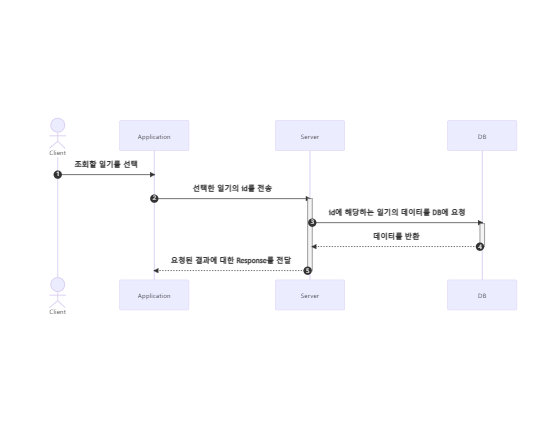 Client
Application
Server
DB
조회할 일기를 선택
1
선택한 일기의 id를 전송
2
id에 해당하는 일기의 데이터를 DB에 요청
3
데이터를 반환
4
요청된 결과에 대한 Response를 전달
5
Client
Application
Server
DB